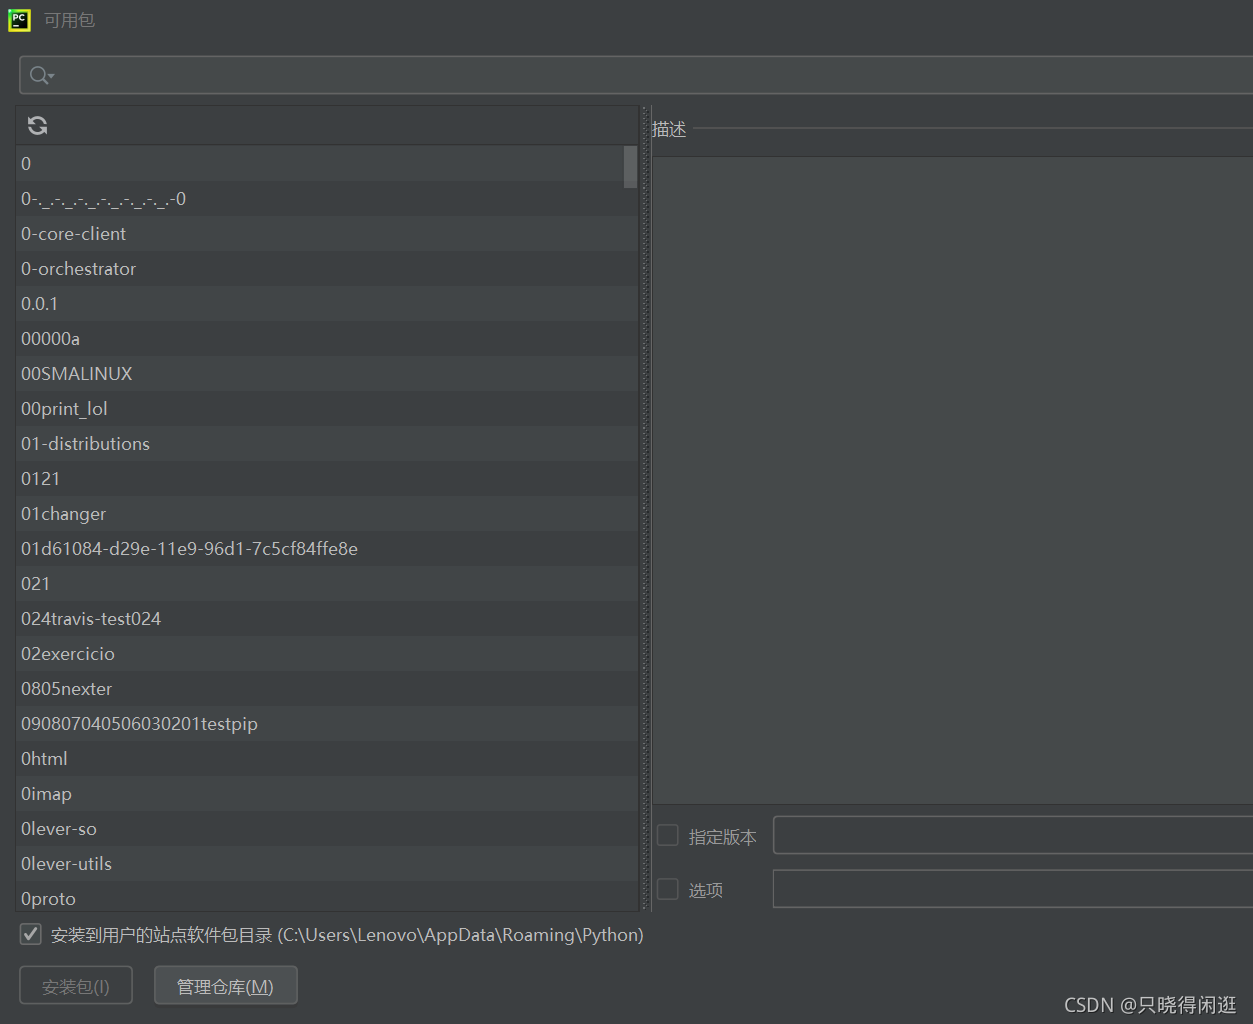 PC
可用包
描述
0
0-._.-._.-._.-._.-._.-._.-0
0-core-client
0-orchestrator
0.0.1
00000a
00SMALINUX
00print_lol
01-distributions
0121
01changer
01d61084-d29e-11e9-96d1-7c5cf84ffe8e
021
024travis-test024
02exercicio
0805nexter
090807040506030201testpip
0html
0imap
0lever-so
0lever-utils
0proto
指定版本
选项
安装到用户的站点软件包目录 (C:\Users\Lenovo\AppData\Roaming\Python)
安装包(I)
管理仓库(M)
CSDN @只晓得闲逛